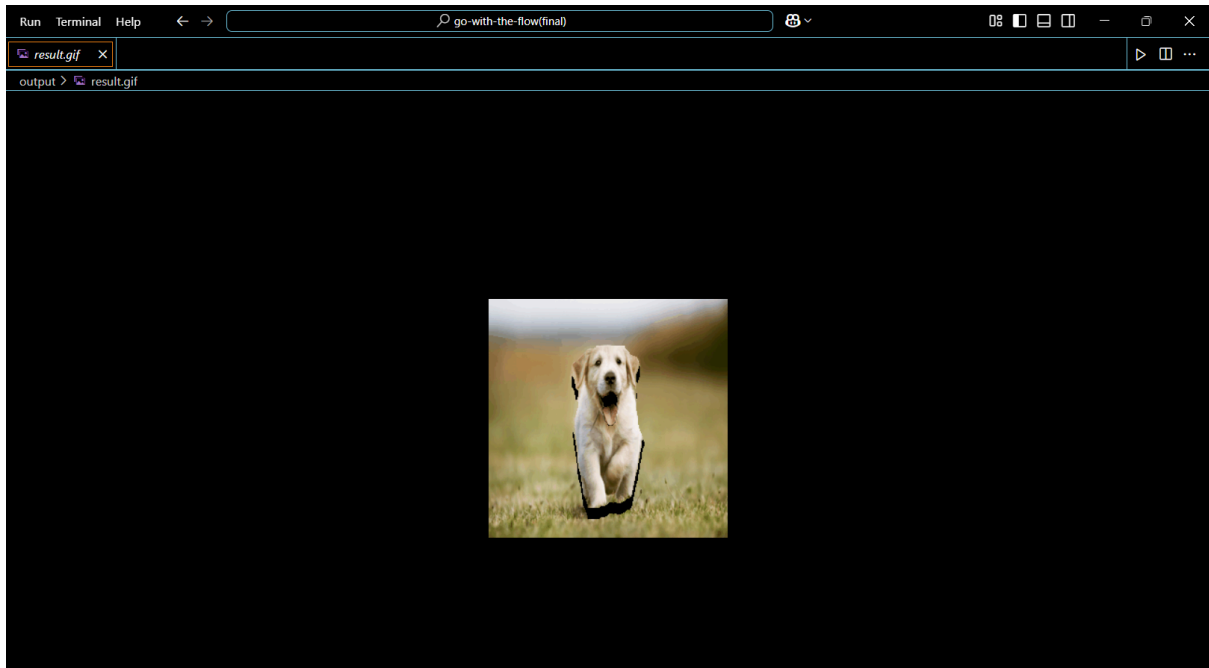 Run Terminal Help go-with-the-flow(final)
result.gif
output > result.gif